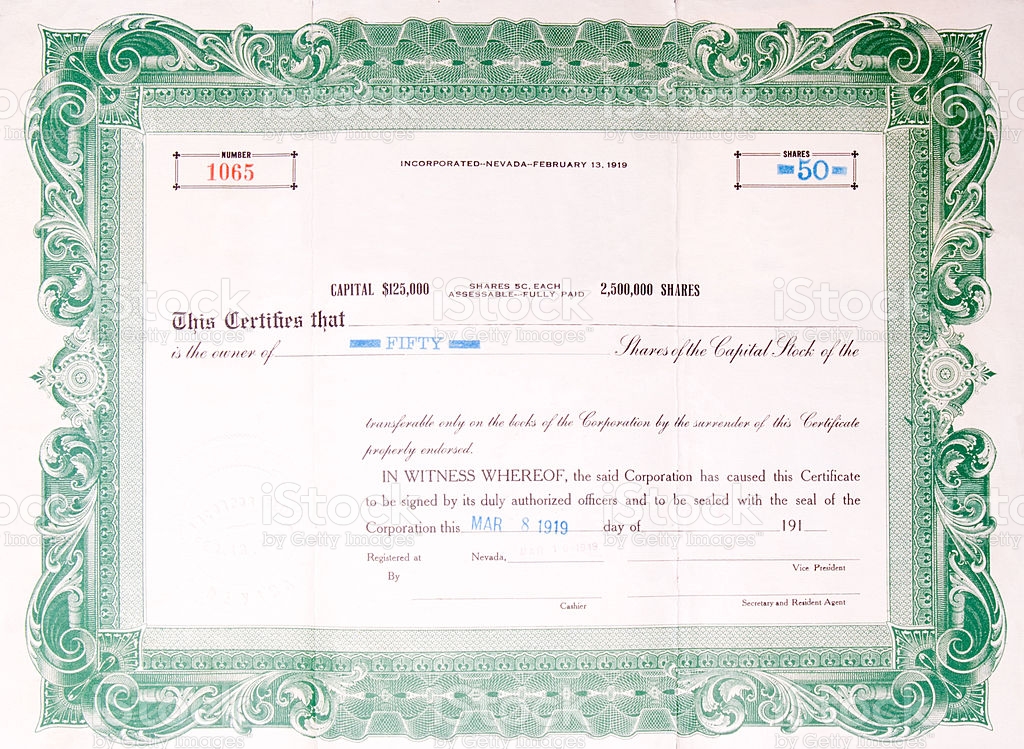 NUMBER
1065
INCORPORATED--NEVADA--FEBRUARY 13, 1919
SHARES
50
CAPITAL $125,000
SHARES 5C. EACH
ASSESSABLE--FULLY PAID
2,500,000 SHARES
This Certifies that
is the owner of FIFTY Shares of the Capital Stock of the
transferable only on the books of the Corporation by the surrender of this Certificate
properly endorsed.
IN WITNESS WHEREOF, the said Corporation has caused this Certificate
to be signed by its duly authorized officers and to be sealed with the seal of the
Corporation this MAR 8 1919 day of 191
Registered at Nevada,
Vice President
By
Cashier
Secretary and Resident Agent
iStock
by Getty Images™